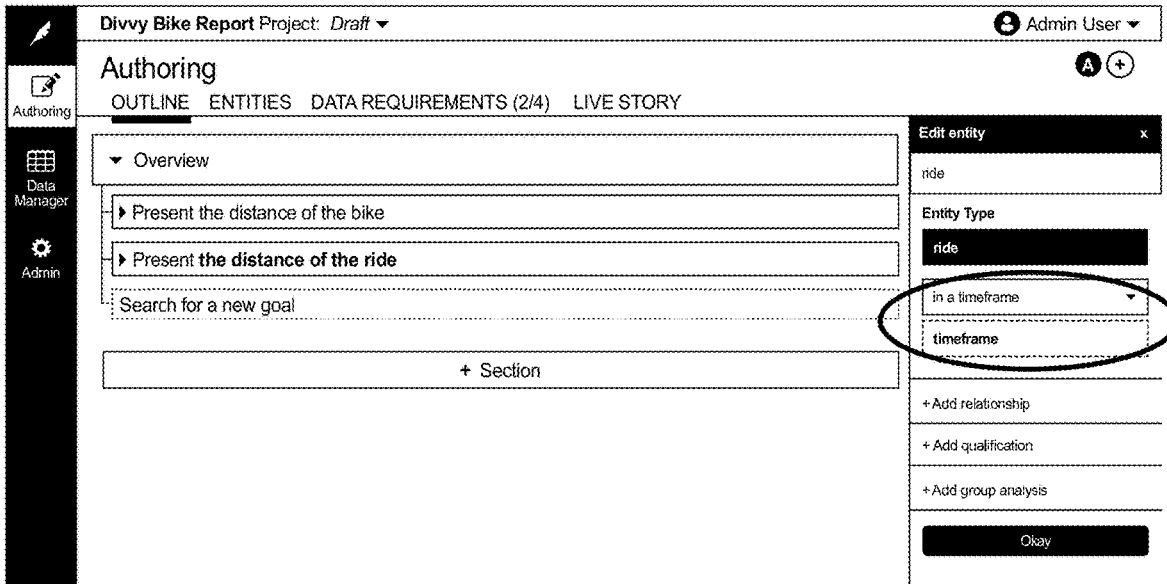 Divvy Bike Report Project: Draft
Admin User
Authoring
A +
Authoring
OUTLINE ENTITIES DATA REQUIREMENTS (2/4) LIVE STORY
Data
Manager
Admin
Overview
Present the distance of the bike
Present the distance of the ride
Search for a new goal
+ Section
Edit entity x
ride
Entity Type
ride
in a timeframe
timeframe
+ Add relationship
+ Add qualification
+ Add group analysis
Okay